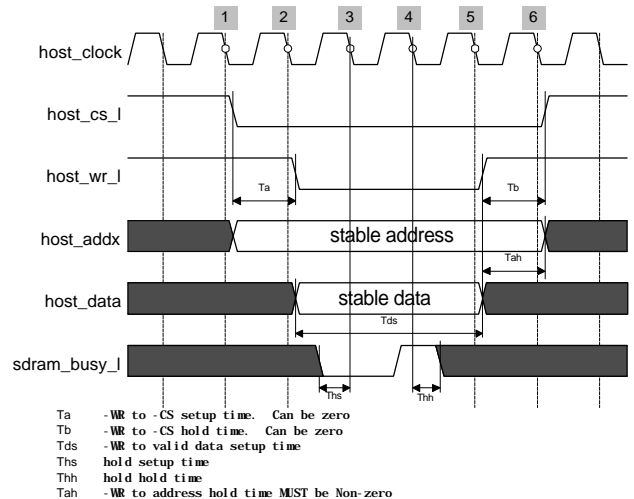 1 2 3 4 5 6
host_clock
host_cs_l
host_wr_l
Ta Tb
host_addx stable address
Tah
host_data stable data
Tds
sdram_busy_l
Ths Thh
Ta -WR to -CS setup time. Can be zero
Tb -WR to -CS hold time. Can be zero
Tds -WR to valid data setup time
Ths hold setup time
Thh hold hold time
Tah -WR to address hold time MUST be Non-zero